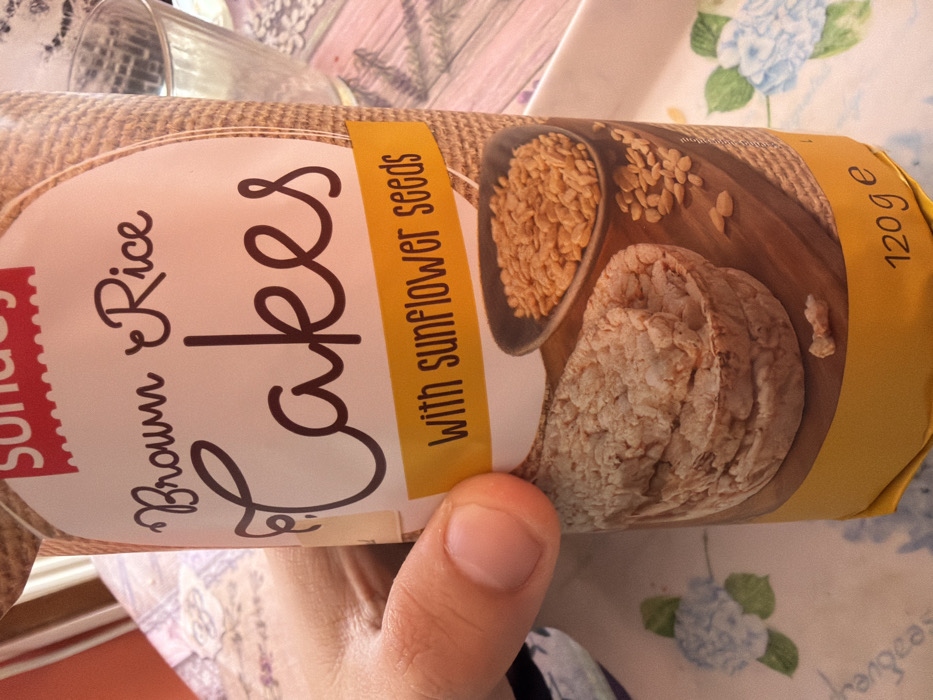 Brown Rice
Cakes
with sunflower seeds
120 g e